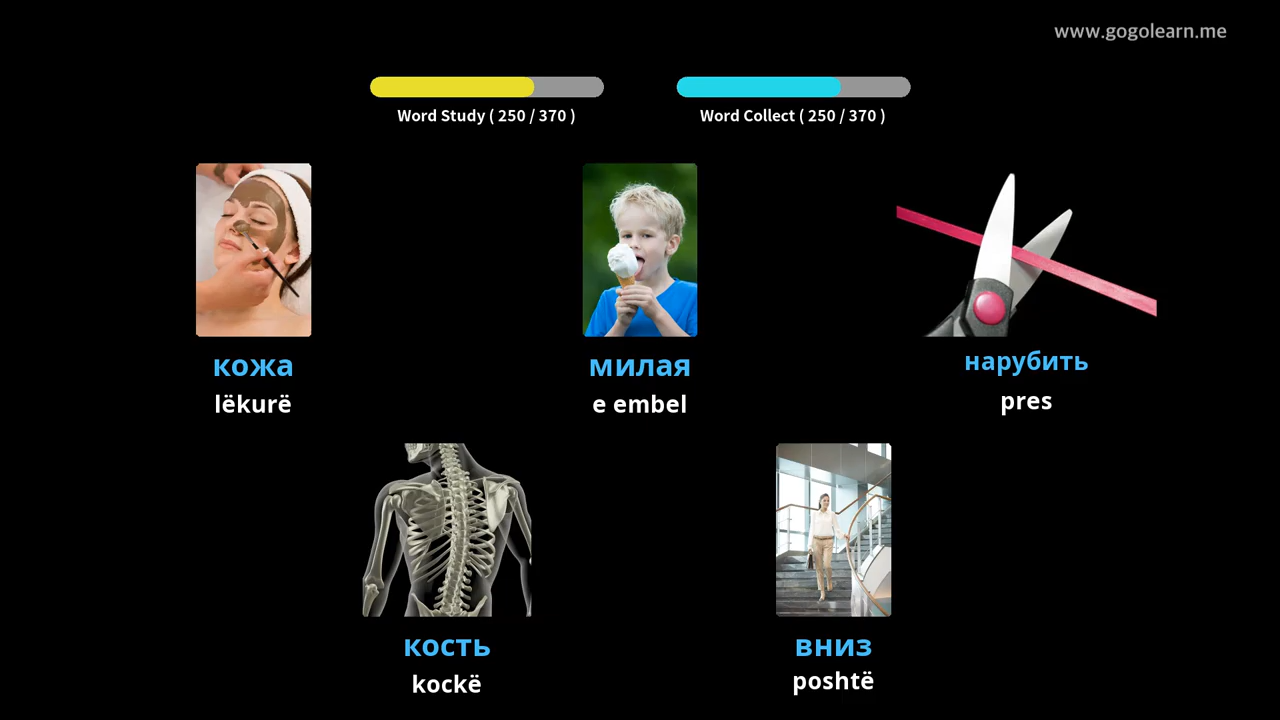 www.gogolearn.me
Word Study ( 250 / 370 )
Word Collect ( 250 / 370 )
кожа
lëkurë
милая
e embel
нарубить
pres
кость
kockë
вниз
poshtë